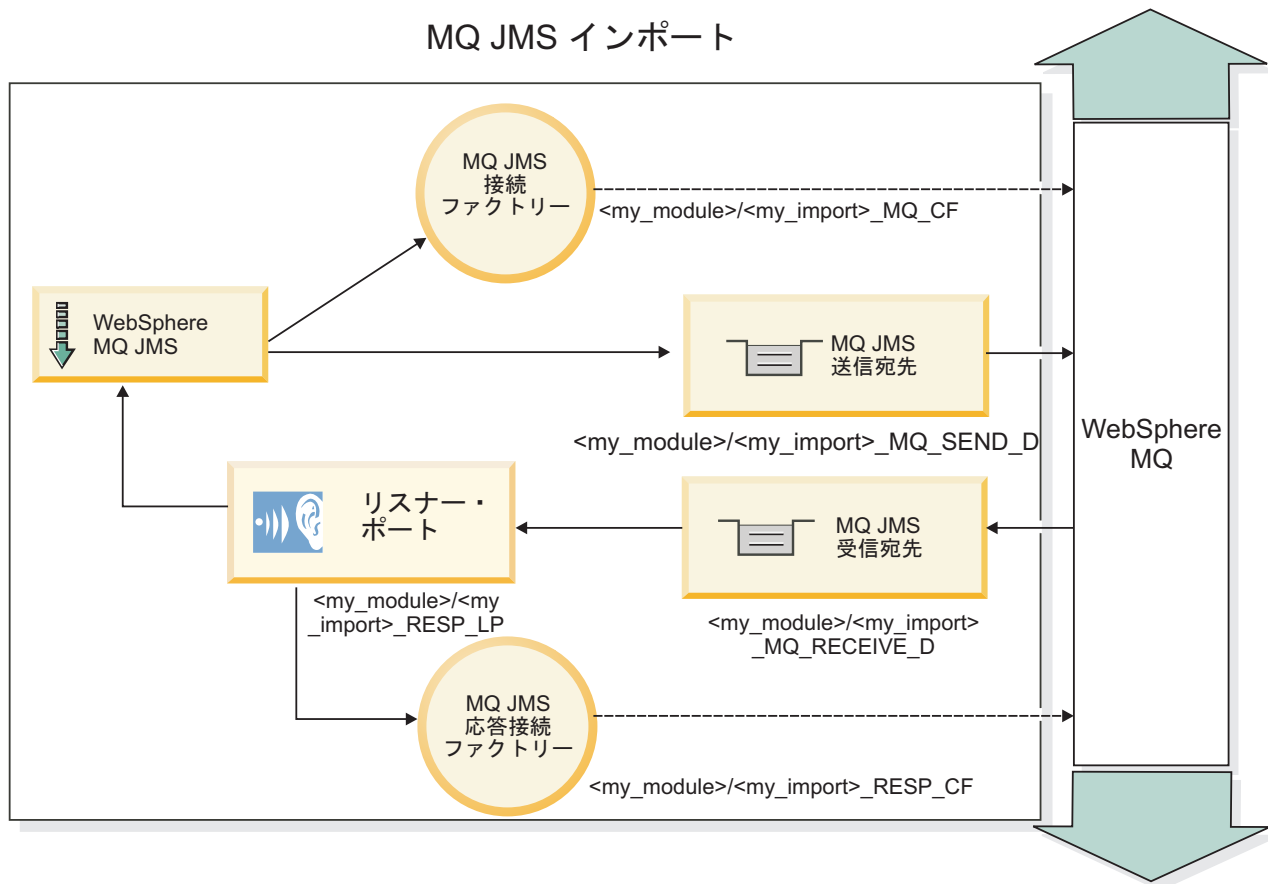 MQ JMS インポート
MQ JMS
接続
ファクトリー
<my_module>/<my_import>_MQ_CF
WebSphere
MQ JMS
MQ JMS
送信宛先
<my_module>/<my_import>_MQ_SEND_D
WebSphere
MQ
リスナー・
ポート
MQ JMS
受信宛先
<my_module>/<my
_import>_RESP_LP
<my_module>/<my_import>
_MQ_RECEIVE_D
MQ JMS
応答接続
ファクトリー
<my_module>/<my_import>_RESP_CF